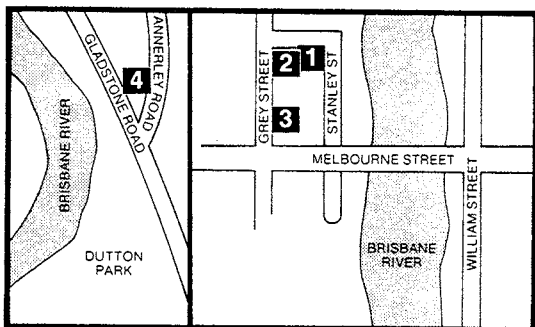 GLADSTONE ROAD
ANNERLEY ROAD
4
BRISBANE RIVER
DUTTON
PARK
GREY STREET
2
1
3
STANLEY ST
MELBOURNE STREET
BRISBANE
RIVER
WILLIAM STREET